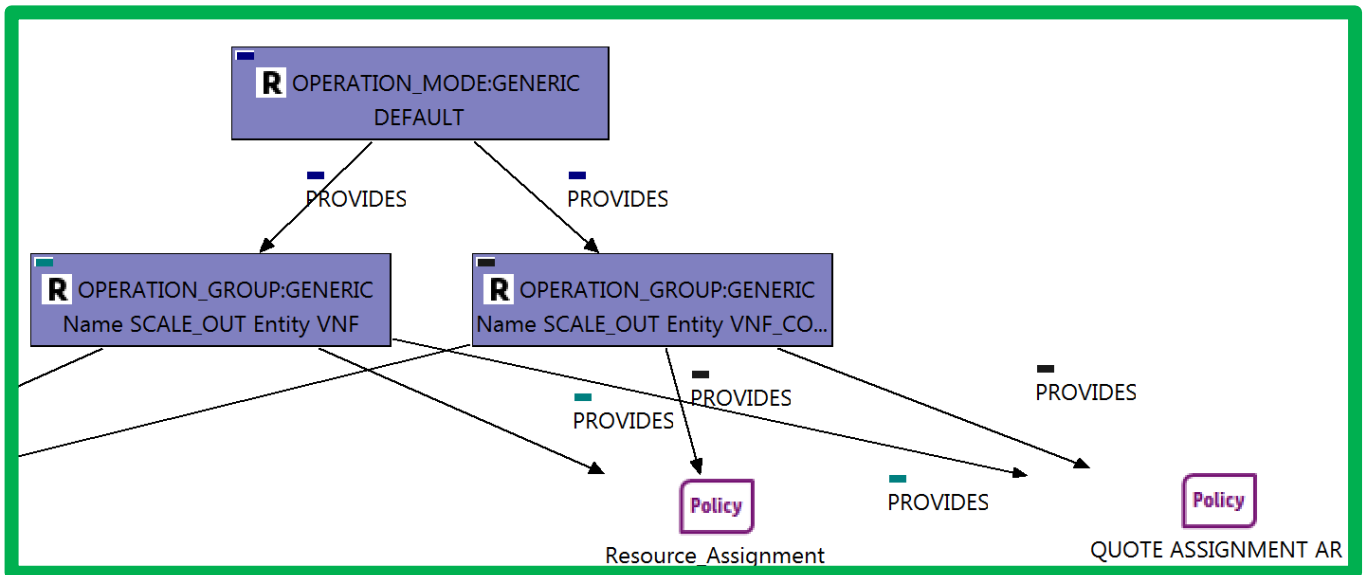 R OPERATION_MODE:GENERIC
DEFAULT
PROVIDES
PROVIDES
R OPERATION_GROUP:GENERIC
Name SCALE_OUT Entity VNF
R OPERATION_GROUP:GENERIC
Name SCALE_OUT Entity VNF_CO...
PROVIDES
PROVIDES
PROVIDES
PROVIDES
Policy
Resource_Assignment
Policy
QUOTE ASSIGNMENT AR